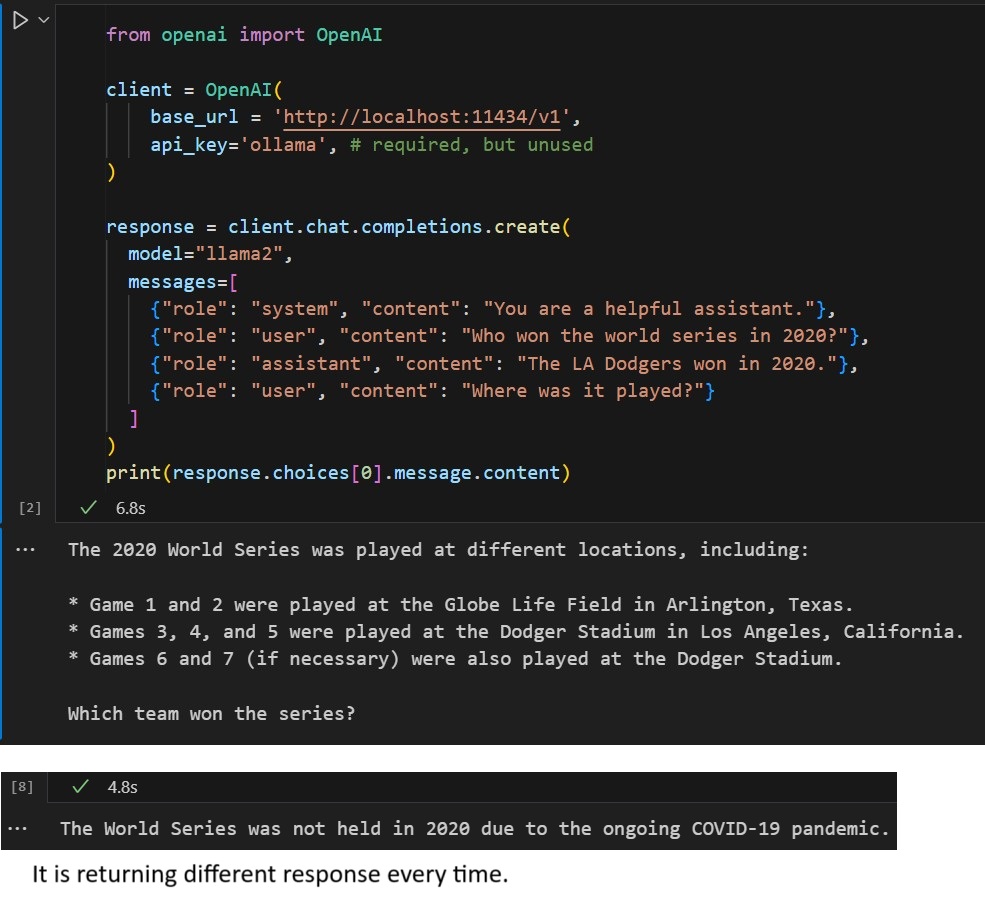 from openai import OpenAI
client = OpenAI(
base_url = 'http://localhost:11434/v1',
api_key='ollama', # required, but unused
)
response = client.chat.completions.create(
model="llama2",
messages=[
{"role": "system", "content": "You are a helpful assistant."},
{"role": "user", "content": "Who won the world series in 2020?"},
{"role": "assistant", "content": "The LA Dodgers won in 2020."},
{"role": "user", "content": "Where was it played?"}
]
)
print(response.choices[0].message.content)
[2] 6.8s
... The 2020 World Series was played at different locations, including:
* Game 1 and 2 were played at the Globe Life Field in Arlington, Texas.
* Games 3, 4, and 5 were played at the Dodger Stadium in Los Angeles, California.
* Games 6 and 7 (if necessary) were also played at the Dodger Stadium.
Which team won the series?
[8] 4.8s
... The World Series was not held in 2020 due to the ongoing COVID-19 pandemic.
It is returning different response every time.